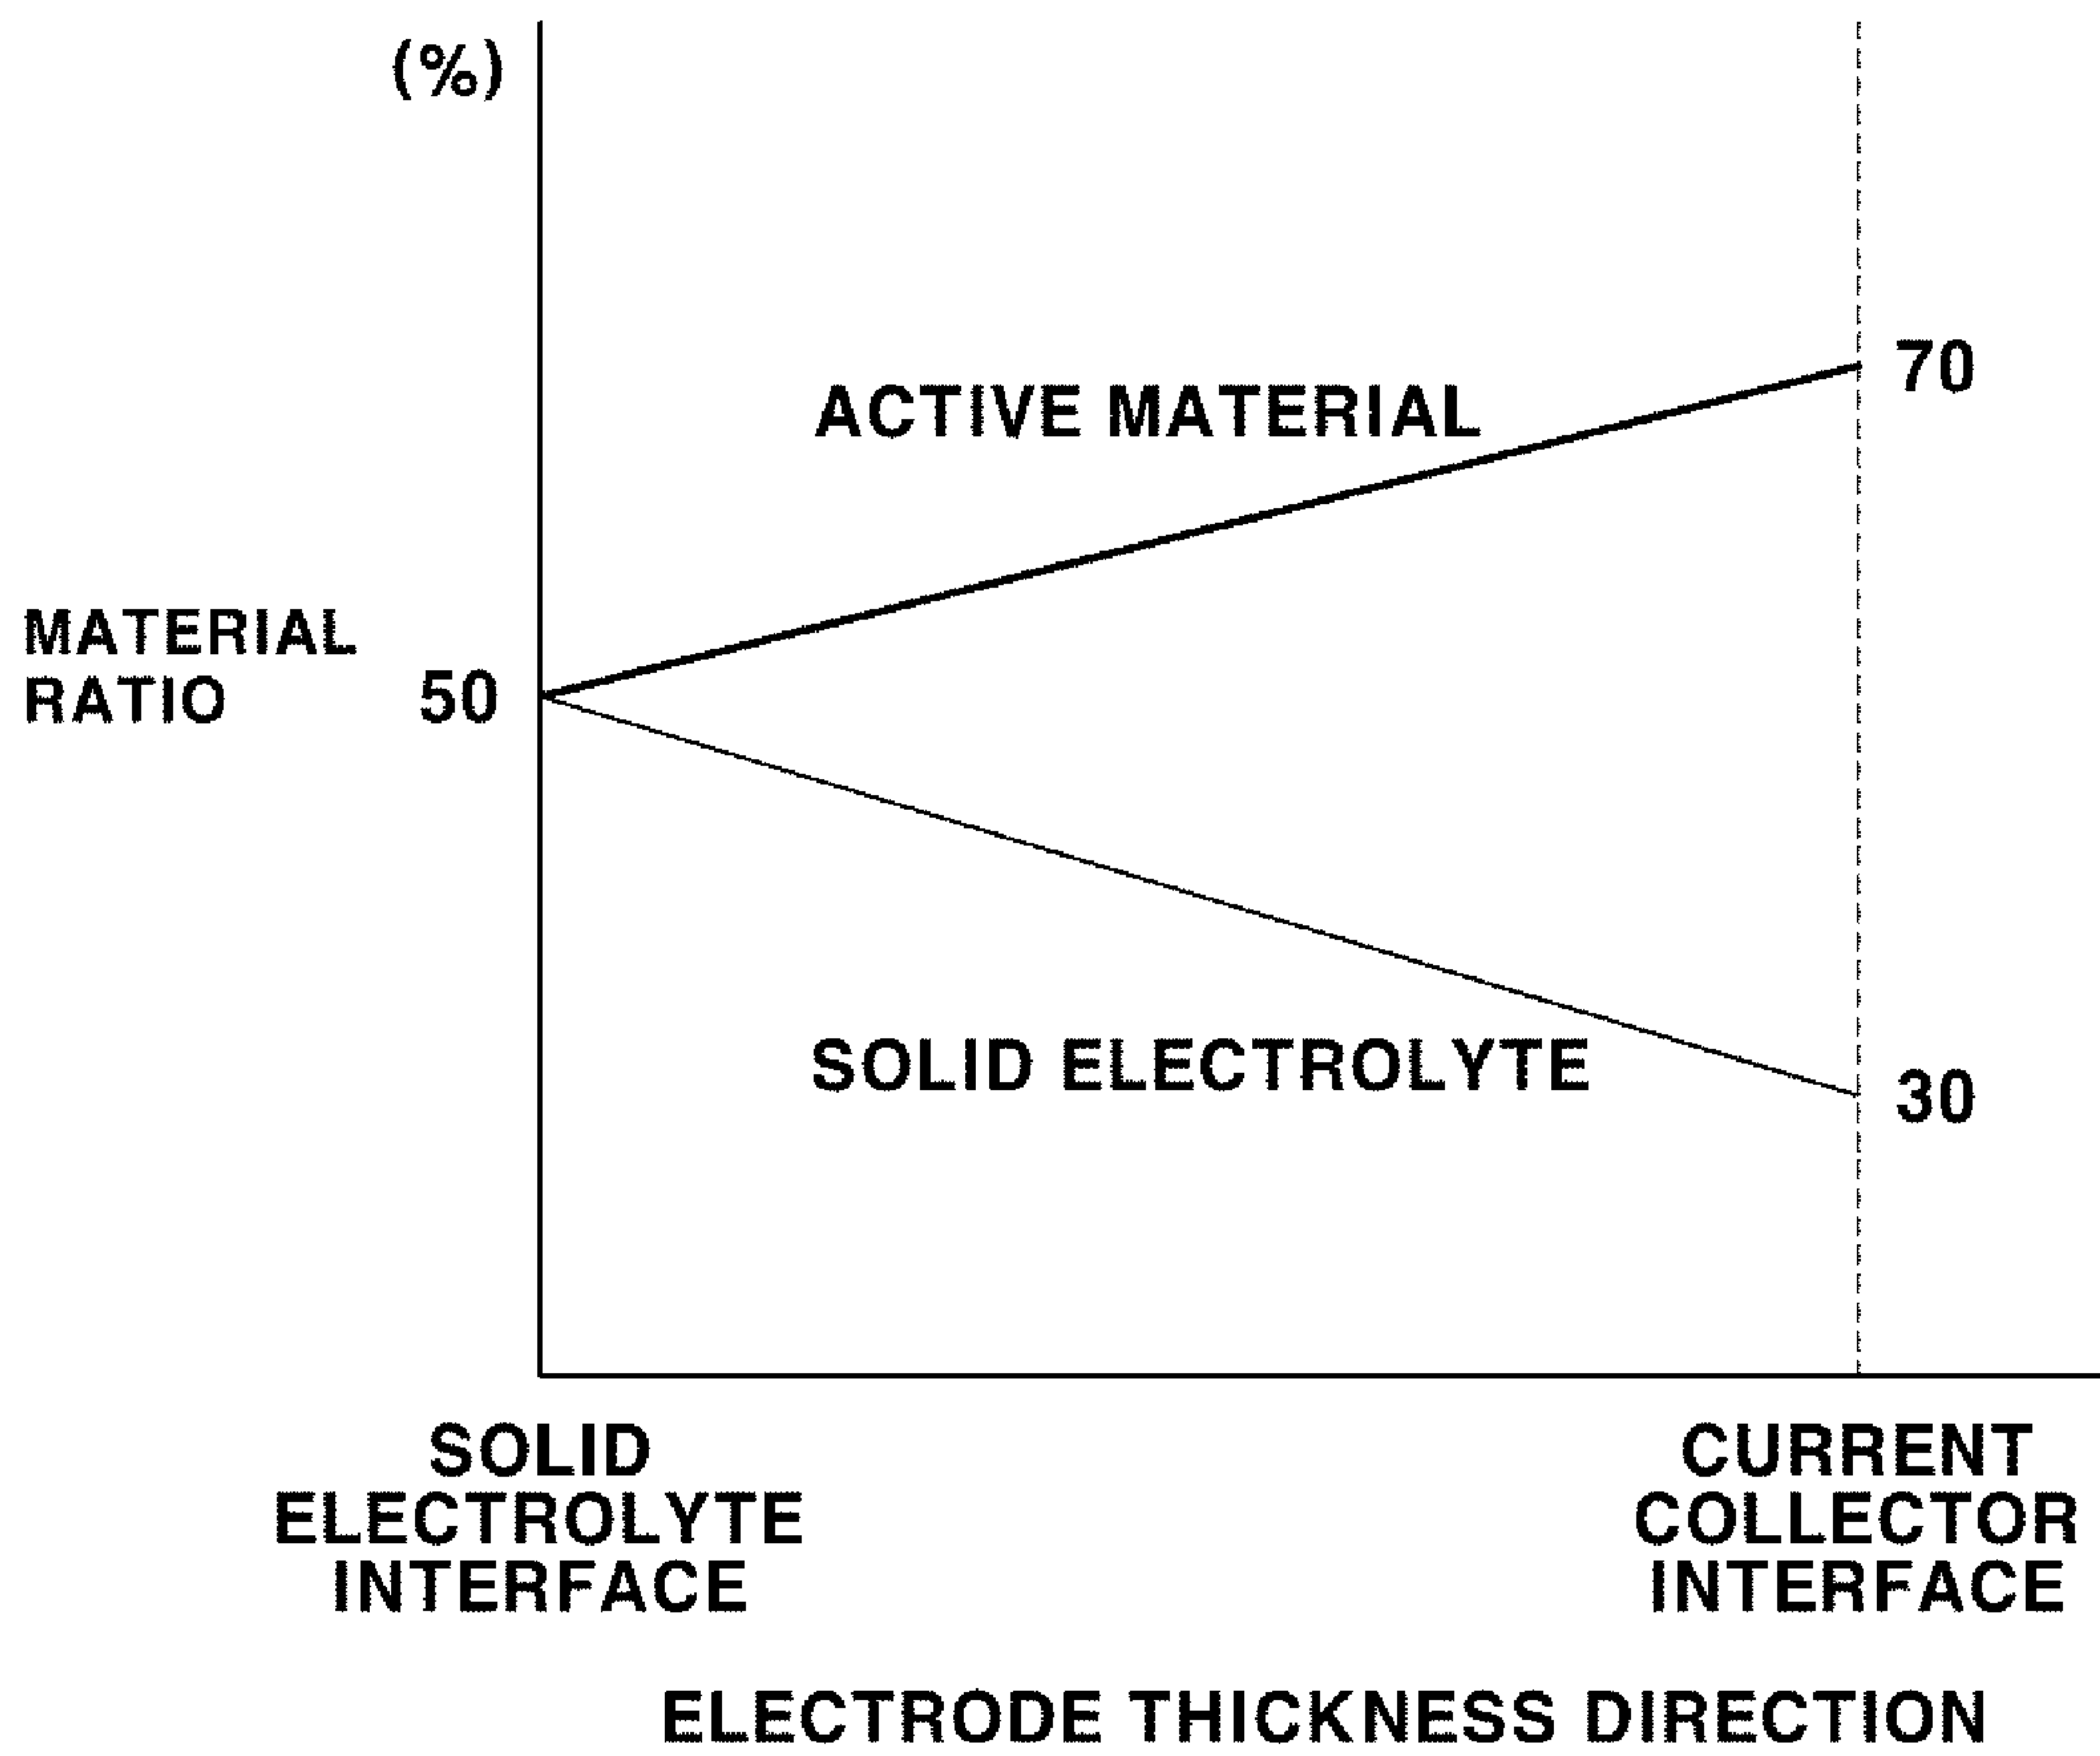 (%)
70
ACTIVE MATERIAL
MATERIAL
RATIO
50
SOLID ELECTROLYTE
30
SOLID
ELECTROLYTE
INTERFACE
CURRENT
COLLECTOR
INTERFACE
ELECTRODE THICKNESS DIRECTION